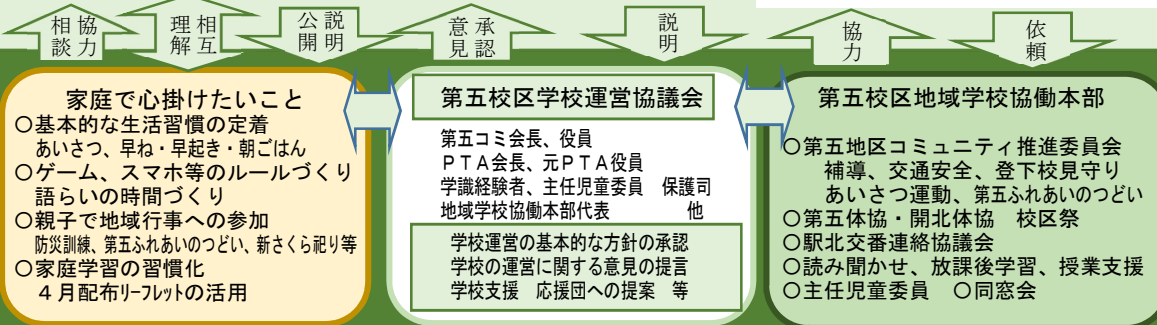 相談 協力
理解 相互
公開 説明
意見 承認
説明
協力
依頼
家庭で心掛けたいこと
○基本的な生活習慣の定着
あいさつ、早ね・早起き・朝ごはん
○ゲーム、スマホ等のルールづくり
語らいの時間づくり
○親子で地域行事への参加
防災訓練、第五ふれあいのつどい、新さくら祀り等
○家庭学習の習慣化
４月配布ﾘｰﾌﾚｯﾄの活用
第五校区学校運営協議会
第五コミ会長、役員
ＰＴＡ会長、元ＰＴＡ役員
学識経験者、主任児童委員　保護司
地域学校協働本部代表　　　他
学校運営の基本的な方針の承認
学校の運営に関する意見の提言
学校支援　応援団への提案　等
第五校区地域学校協働本部
○第五地区コミュニティ推進委員会
補導、交通安全、登下校見守り
あいさつ運動、第五ふれあいのつどい
○第五体協・開北体協　校区祭
○駅北交番連絡協議会
○読み聞かせ、放課後学習、授業支援
○主任児童委員　○同窓会